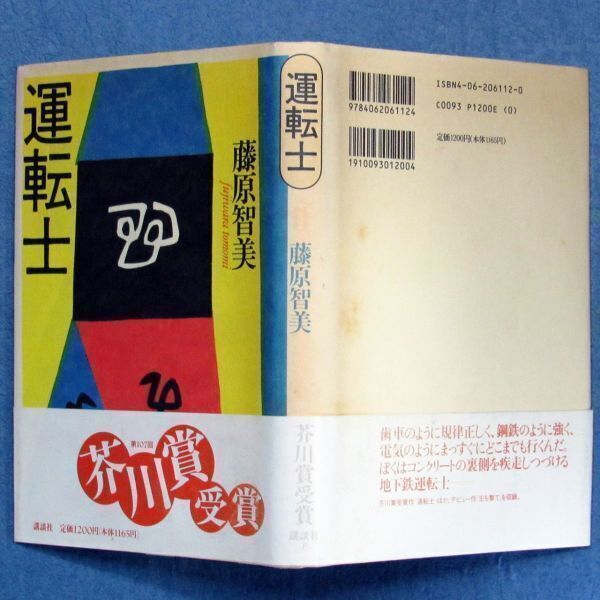 運転士
藤原智美
fujiwara tomomi
第107回
芥川賞
受賞
講談社 定価1200円(本体1165円)
運転士
藤原智美
芥川賞受賞
講談社
9784062061124
1910093012004
ISBN4-06-206112-0
C0093 P1200E (0)
定価1200円(本体1165円)
歯車のように規律正しく、鋼鉄のように強く、
電気のようにまっすぐにどこまでも行くんだ。
ぼくはコンクリートの裏側を疾走しつづける
地下鉄運転士――
芥川賞受賞作「運転士」ほか、デビュー作「王を撃て」を収録。